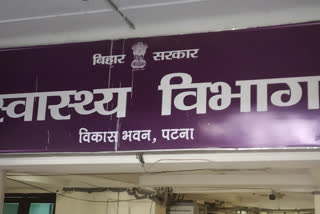 बिहार सरकार
स्वास्थ्य विभाग
विकास भवन, पटना